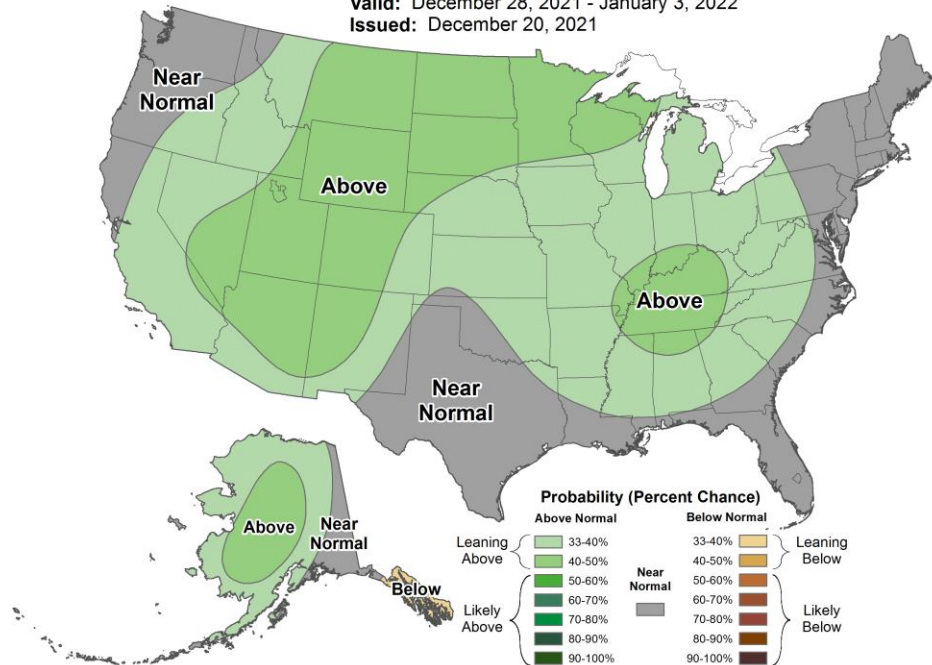 Valid: December 28, 2021 - January 3, 2022
Issued: December 20, 2021
Near
Normal
Above
Above
Near
Normal
Above
Near
Normal
Below
Probability (Percent Chance)
Above Normal
Below Normal
Leaning
Above
33-40%
40-50%
Likely
Above
50-60%
60-70%
70-80%
80-90%
90-100%
Near
Normal
33-40%
40-50%
Leaning
Below
50-60%
60-70%
70-80%
80-90%
90-100%
Likely
Below